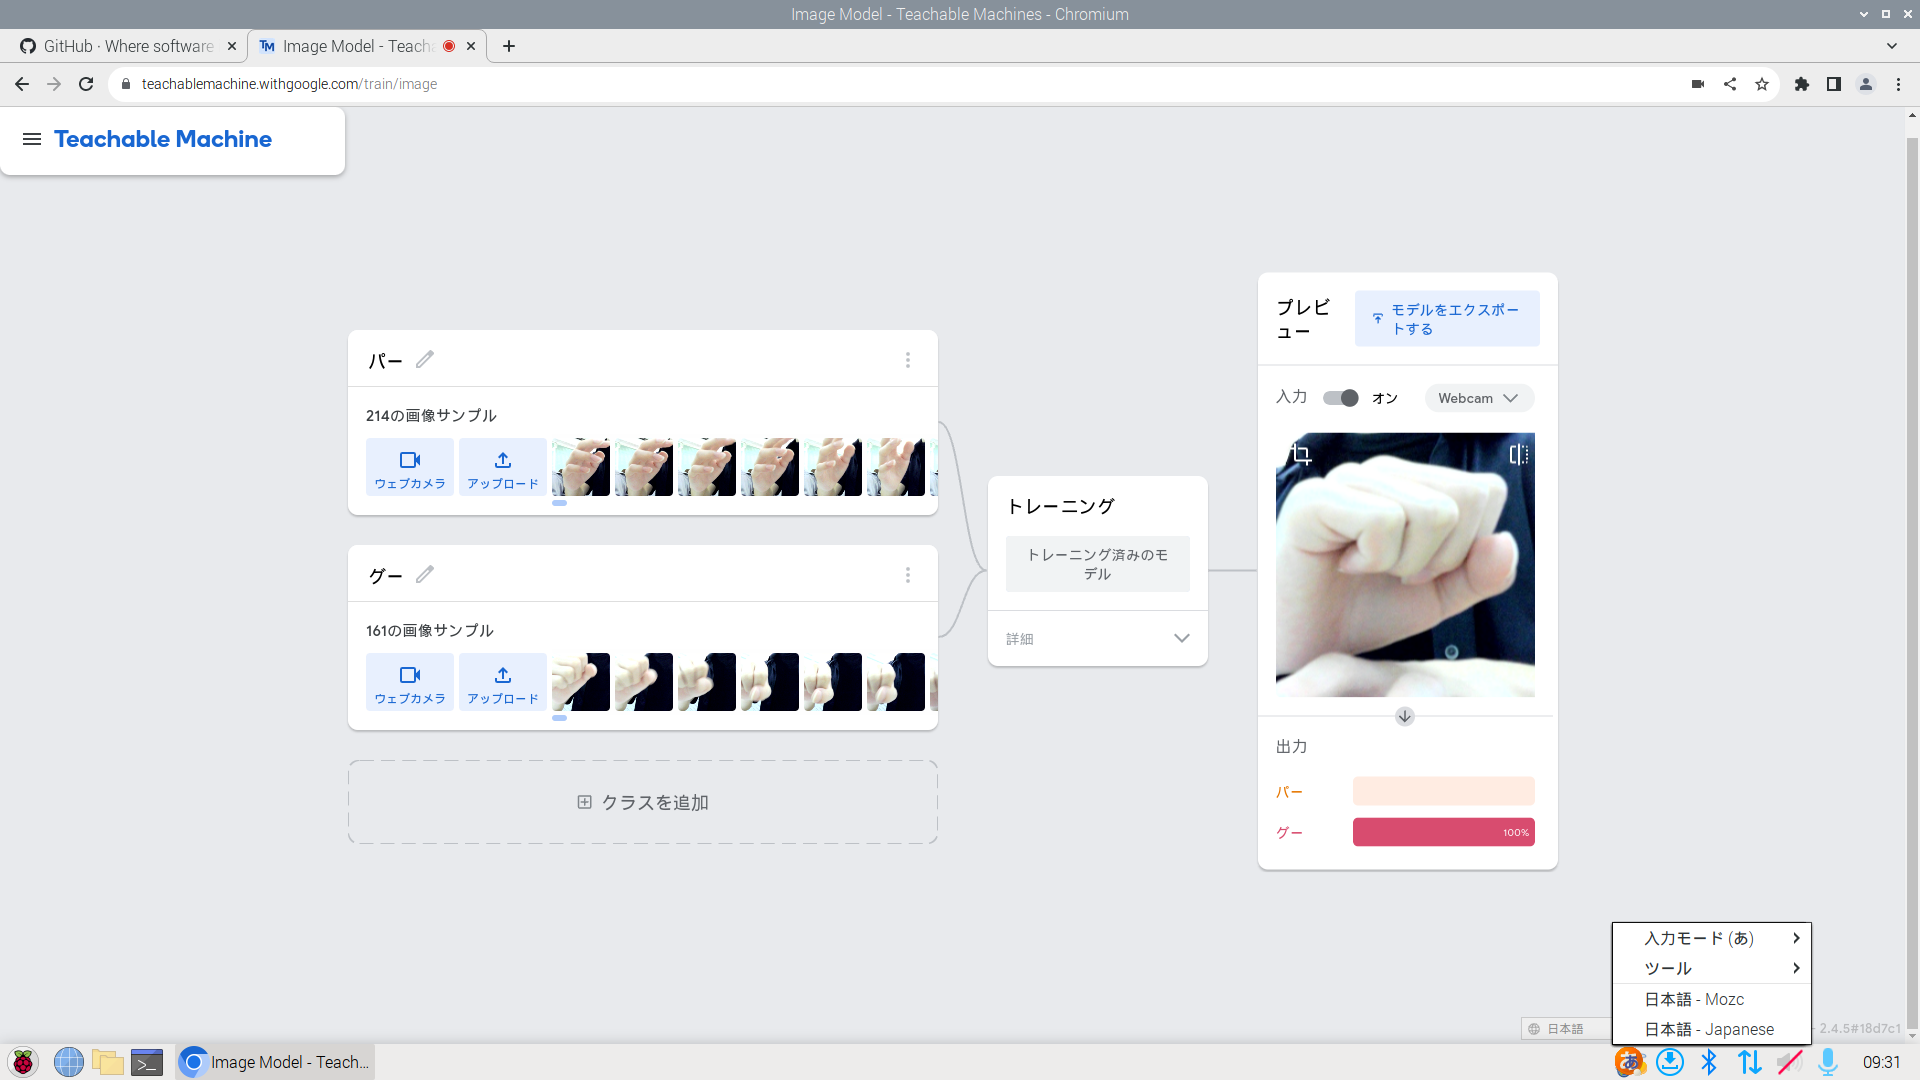 Image Model - Teachable Machines - Chromium
GitHub · Where software
Image Model - Teach
teachablemachine.withgoogle.com/train/image
Teachable Machine
パー
214の画像サンプル
ウェブカメラ
アップロード
グー
161の画像サンプル
ウェブカメラ
アップロード
クラスを追加
トレーニング
トレーニング済みのモ
デル
詳細
プレビ
ュー
モデルをエクスポー
トする
入力
オン
Webcam
出力
パー
グー
100%
入力モード (あ)
ツール
日本語 - Mozc
日本語 - Japanese
日本語
- 2.4.5#18d7c1
Image Model - Teach...
あ
09:31